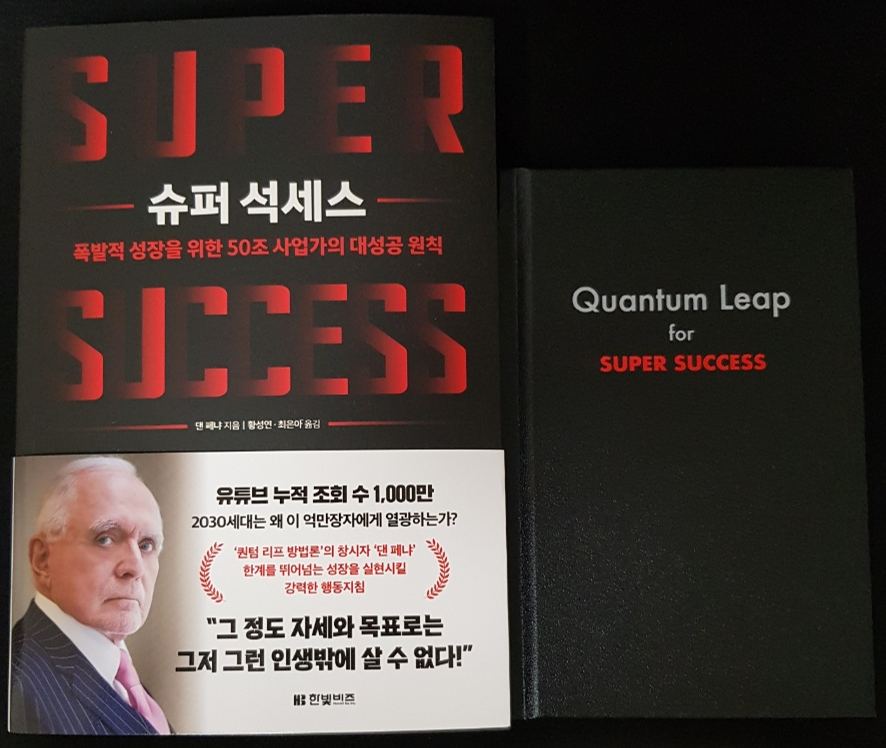 SUPER
슈퍼 석세스
폭발적 성장을 위한 50조 사업가의 대성공 원칙
SUCCESS
댄 페냐 지음 | 황성연 · 최은아 옮김
유튜브 누적 조회 수 1,000만
2030세대는 왜 이 억만장자에게 열광하는가?
'퀀텀 리프 방법론'의 창시자 '댄 페냐'
한계를 뛰어넘는 성장을 실현시킬
강력한 행동지침
"그 정도 자세와 목표로는
그저 그런 인생밖에 살 수 없다!"
HB 한빛비즈
Quantum Leap
for
SUPER SUCCESS